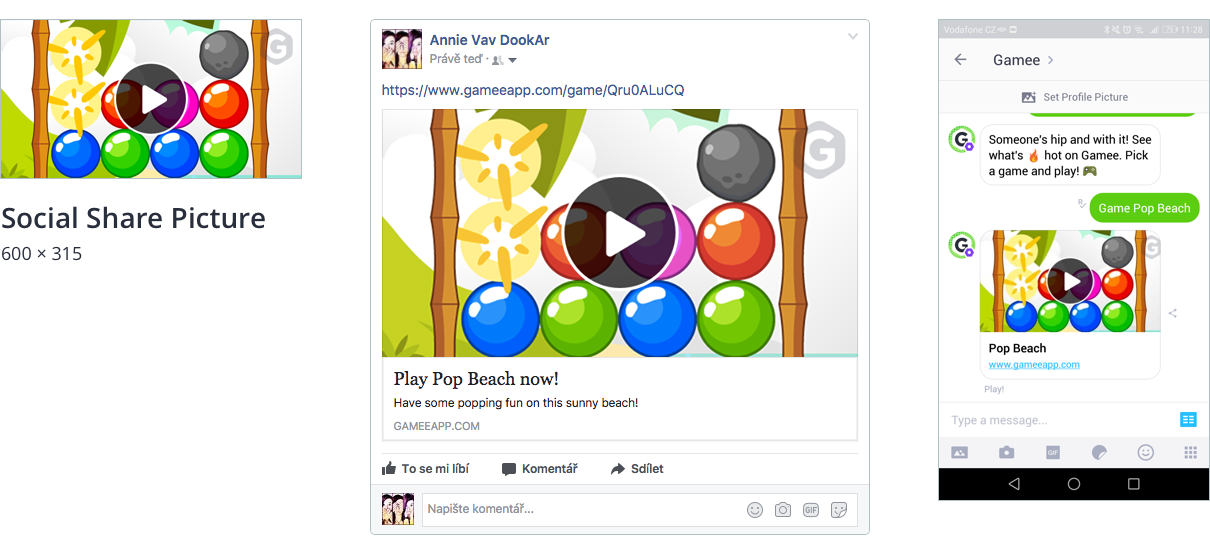 Social Share Picture
600 × 315
Annie Vav DookAr
Právě teď ·
https://www.gameeapp.com/game/Qru0ALuCQ
Play Pop Beach now!
Have some popping fun on this sunny beach!
GAMEEAPP.COM
To se mi líbí
Komentář
Sdílet
Napište komentář...
GIF
Vodafone CZ
11:28
Gamee
Set Profile Picture
Someone's hip and with it! See
what's 🔥 hot on Gamee. Pick
a game and play! 🎮
Game Pop Beach
Pop Beach
www.gameeapp.com
Play!
Type a message...
GIF